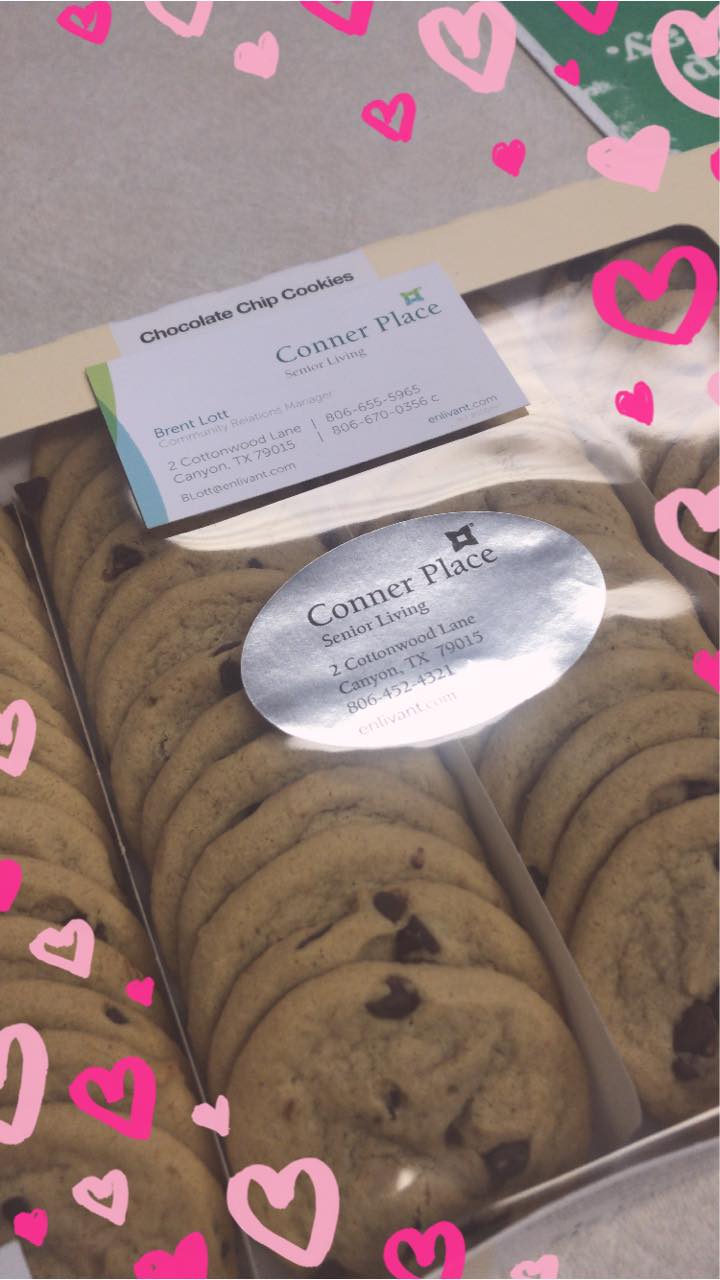 Chocolate Chip Cookies
Conner Place
Senior Living
Brent Lott
Community Relations Manager
2 Cottonwood Lane | 806-655-5965
Canyon, TX 79015 | 806-670-0356 c
BLott@enlivant.com
enlivant.com
Conner Place
Senior Living
2 Cottonwood Lane
Canyon, TX 79015
806-452-4321
enlivant.com